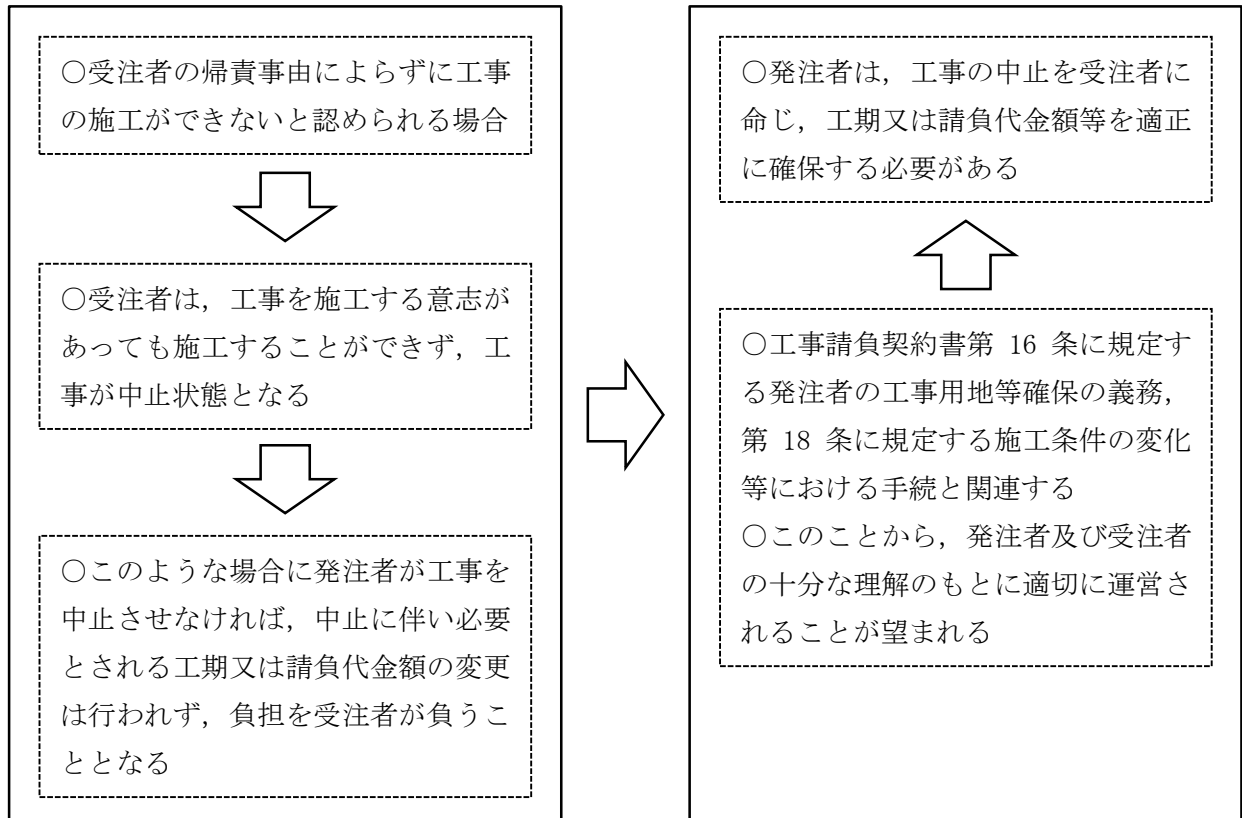 ○受注者の帰責事由によらずに工事
の施工ができないと認められる場合
○受注者は，工事を施工する意志が
あっても施工することができず，工
事が中止状態となる
○このような場合に発注者が工事を
中止させなければ，中止に伴い必要
とされる工期又は請負代金額の変更
は行われず，負担を受注者が負うこ
ととなる
○発注者は，工事の中止を受注者に
命じ，工期又は請負代金額等を適正
に確保する必要がある
○工事請負契約書第 16 条に規定す
る発注者の工事用地等確保の義務，
第 18 条に規定する施工条件の変化
等における手続と関連する
○このことから，発注者及び受注者
の十分な理解のもとに適切に運営さ
れることが望まれる